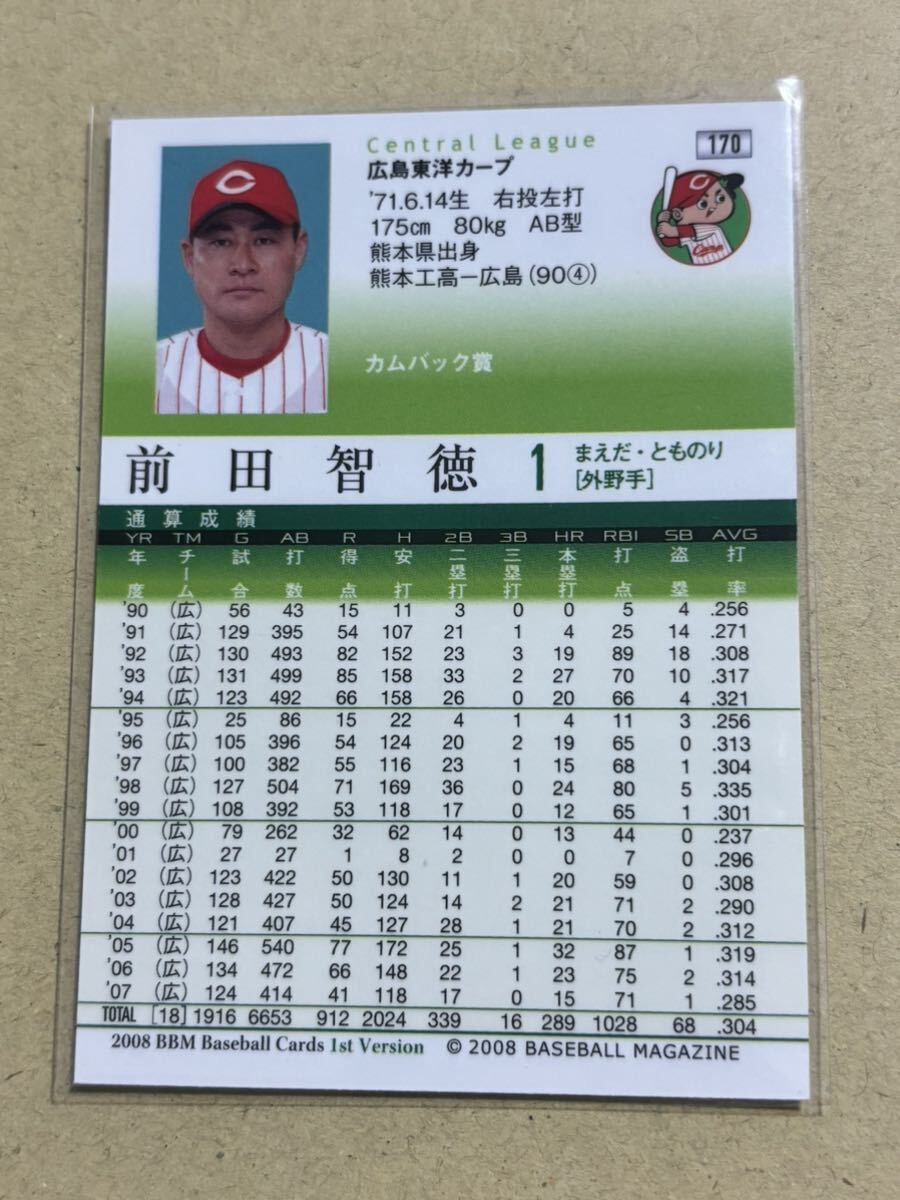 Central League
170
広島東洋カープ
'71.6.14生 右投左打
175cm 80kg AB型
熊本県出身
熊本工高ー広島(90④)
カムバック賞
前田智徳 1 まえだ・とものり
[外野手]
通算成績
YR TM G AB R H 2B 3B HR RBI SB AVG
年度 チーム 試合 打数 得点 安打 二塁打 三塁打 本塁打 打点 盗塁 打率
'90 (広) 56 43 15 11 3 0 0 5 4 .256
'91 (広) 129 395 54 107 21 1 4 25 14 .271
'92 (広) 130 493 82 152 23 3 19 89 18 .308
'93 (広) 131 499 85 158 33 2 27 70 10 .317
'94 (広) 123 492 66 158 26 0 20 66 4 .321
'95 (広) 25 86 15 22 4 1 4 11 3 .256
'96 (広) 105 396 54 124 20 2 19 65 0 .313
'97 (広) 100 382 55 116 23 1 15 68 1 .304
'98 (広) 127 504 71 169 36 0 24 80 5 .335
'99 (広) 108 392 53 118 17 0 12 65 1 .301
'00 (広) 79 262 32 62 14 0 13 44 0 .237
'01 (広) 27 27 1 8 2 0 0 7 0 .296
'02 (広) 123 422 50 130 11 1 20 59 0 .308
'03 (広) 128 427 50 124 14 2 21 71 2 .290
'04 (広) 121 407 45 127 28 1 21 70 2 .312
'05 (広) 146 540 77 172 25 1 32 87 1 .319
'06 (広) 134 472 66 148 22 1 23 75 2 .314
'07 (広) 124 414 41 118 17 0 15 71 1 .285
TOTAL [18] 1916 6653 912 2024 339 16 289 1028 68 .304
2008 BBM Baseball Cards 1st Version © 2008 BASEBALL MAGAZINE